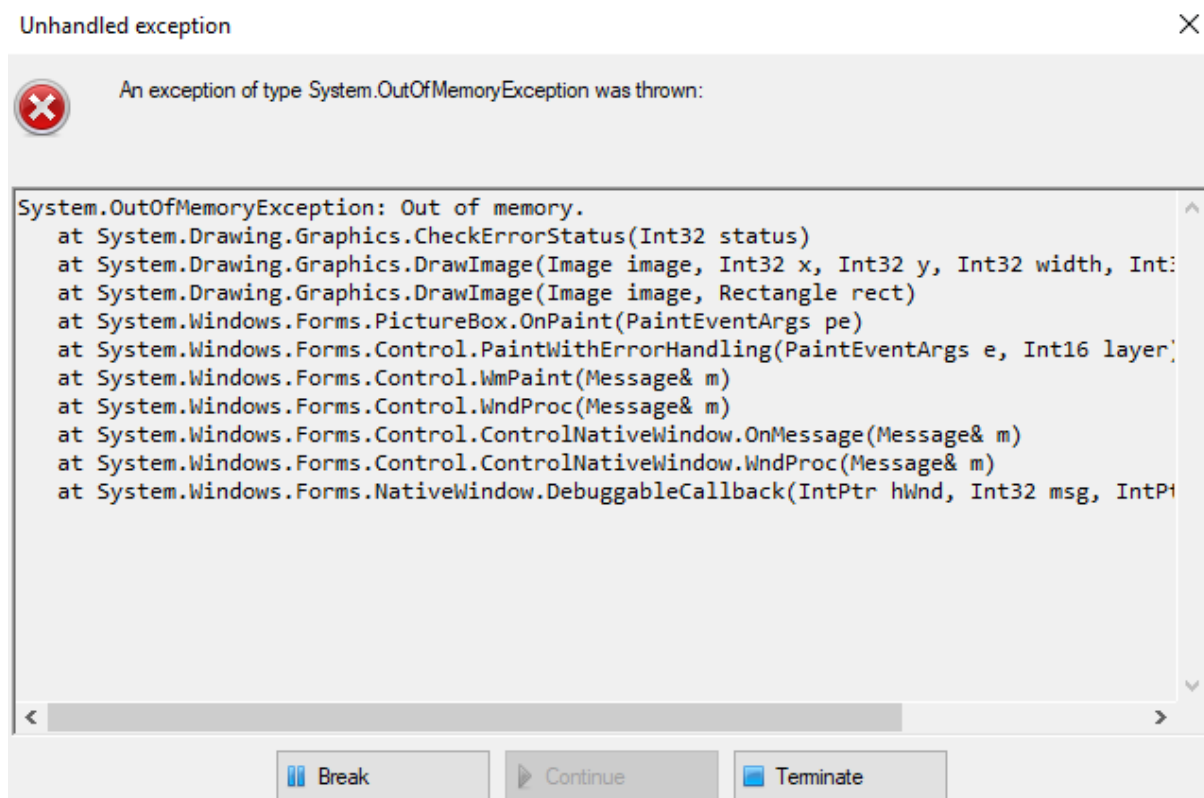 Unhandled exception
An exception of type System.OutOfMemoryException was thrown:
System.OutOfMemoryException: Out of memory.
at System.Drawing.Graphics.CheckErrorStatus(Int32 status)
at System.Drawing.Graphics.DrawImage(Image image, Int32 x, Int32 y, Int32 width, Int
at System.Drawing.Graphics.DrawImage(Image image, Rectangle rect)
at System.Windows.Forms.PictureBox.OnPaint(PaintEventArgs pe)
at System.Windows.Forms.Control.PaintWithErrorHandling(PaintEventArgs e, Int16 layer)
at System.Windows.Forms.Control.WmPaint(Message& m)
at System.Windows.Forms.Control.WndProc(Message& m)
at System.Windows.Forms.Control.ControlNativeWindow.OnMessage(Message& m)
at System.Windows.Forms.Control.ControlNativeWindow.WndProc(Message& m)
at System.Windows.Forms.NativeWindow.DebuggableCallback(IntPtr hWnd, Int32 msg, IntP
Break Continue Terminate